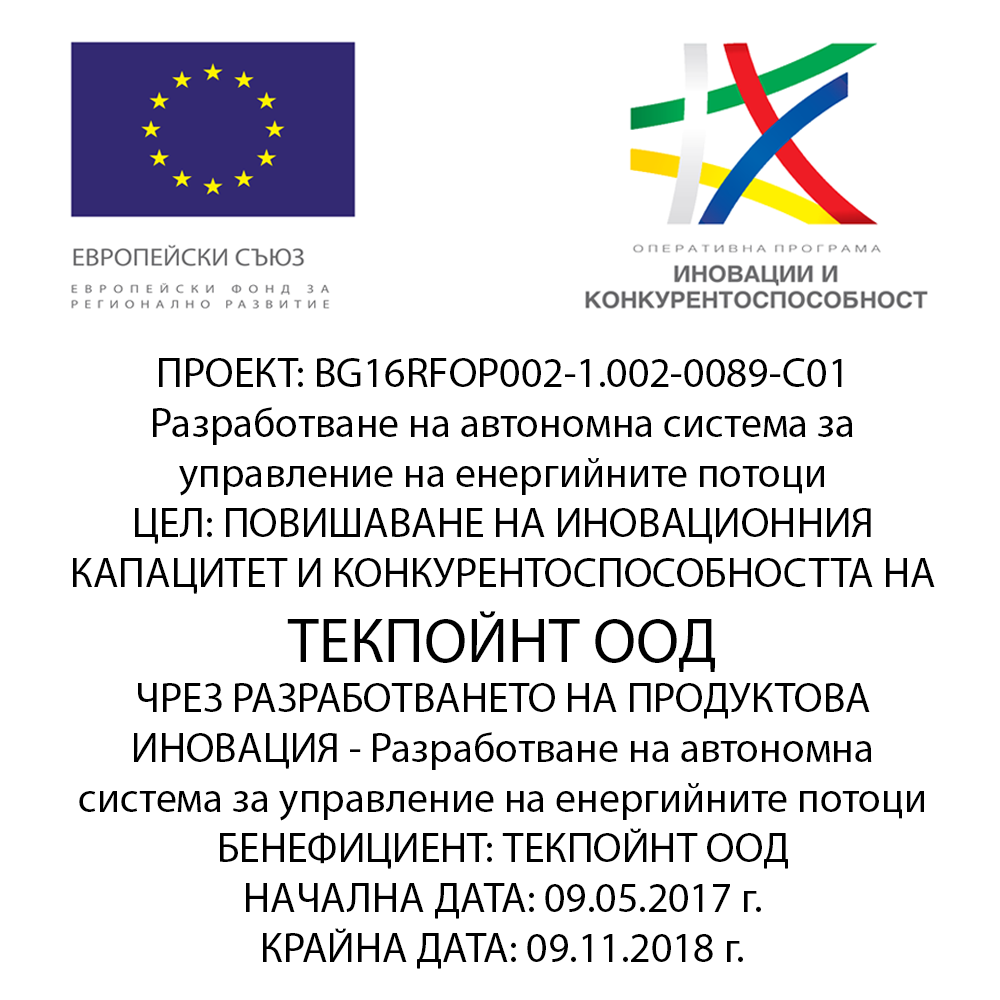 ЕВРОПЕЙСКИ СЪЮЗ
ЕВРОПЕЙСКИ ФОНД ЗА
РЕГИОНАЛНО РАЗВИТИЕ
ОПЕРАТИВНА ПРОГРАМА
ИНОВАЦИИ И
КОНКУРЕНТОСПОСОБНОСТ
ПРОЕКТ: BG16RFOP002-1.002-0089-C01
Разработване на автономна система за
управление на енергийните потоци
ЦЕЛ: ПОВИШАВАНЕ НА ИНОВАЦИОННИЯ
КАПАЦИТЕТ И КОНКУРЕНТОСПОСОБНОСТТА НА
ТЕКПОЙНТ ООД
ЧРЕЗ РАЗРАБОТВАНЕТО НА ПРОДУКТОВА
ИНОВАЦИЯ - Разработване на автономна
система за управление на енергийните потоци
БЕНЕФИЦИЕНТ: ТЕКПОЙНТ ООД
НАЧАЛНА ДАТА: 09.05.2017 г.
КРАЙНА ДАТА: 09.11.2018 г.